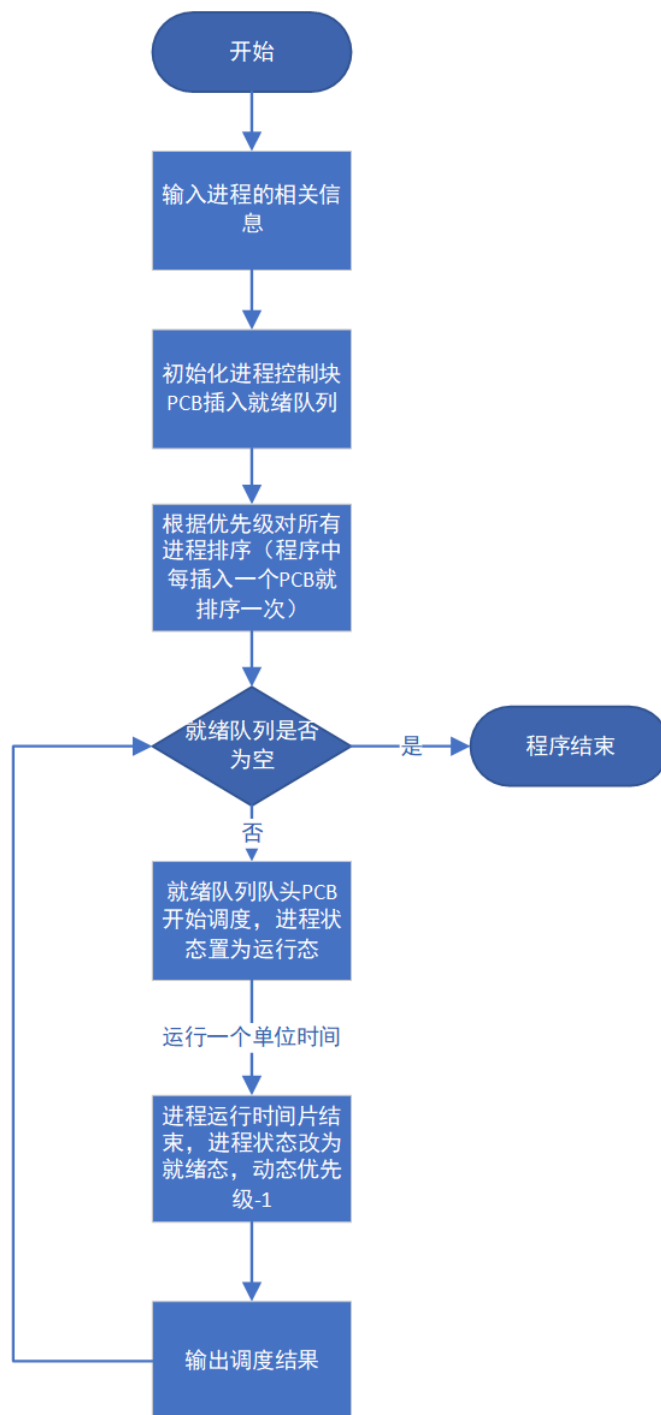 开始
输入进程的相关信
息
初始化进程控制块
PCB插入就绪队列
根据优先级对所有
进程排序（程序中
每插入一个PCB就
排序一次）
就绪队列是否
为空
是
程序结束
否
就绪队列队头PCB
开始调度，进程状
态置为运行态
运行一个单位时间
进程运行时间片结
束，进程状态改为
就绪态，动态优先
级-1
输出调度结果